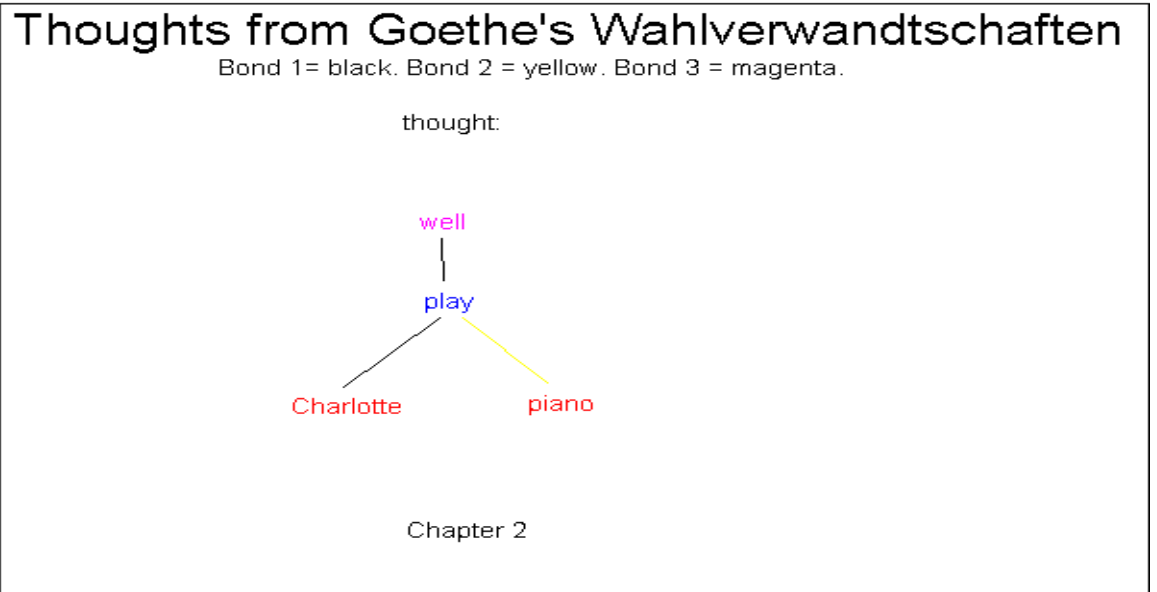 Thoughts from Goethe's Wahlverwandtschaften
Bond 1= black. Bond 2 = yellow. Bond 3 = magenta.
thought:
well
play
Charlotte piano
Chapter 2